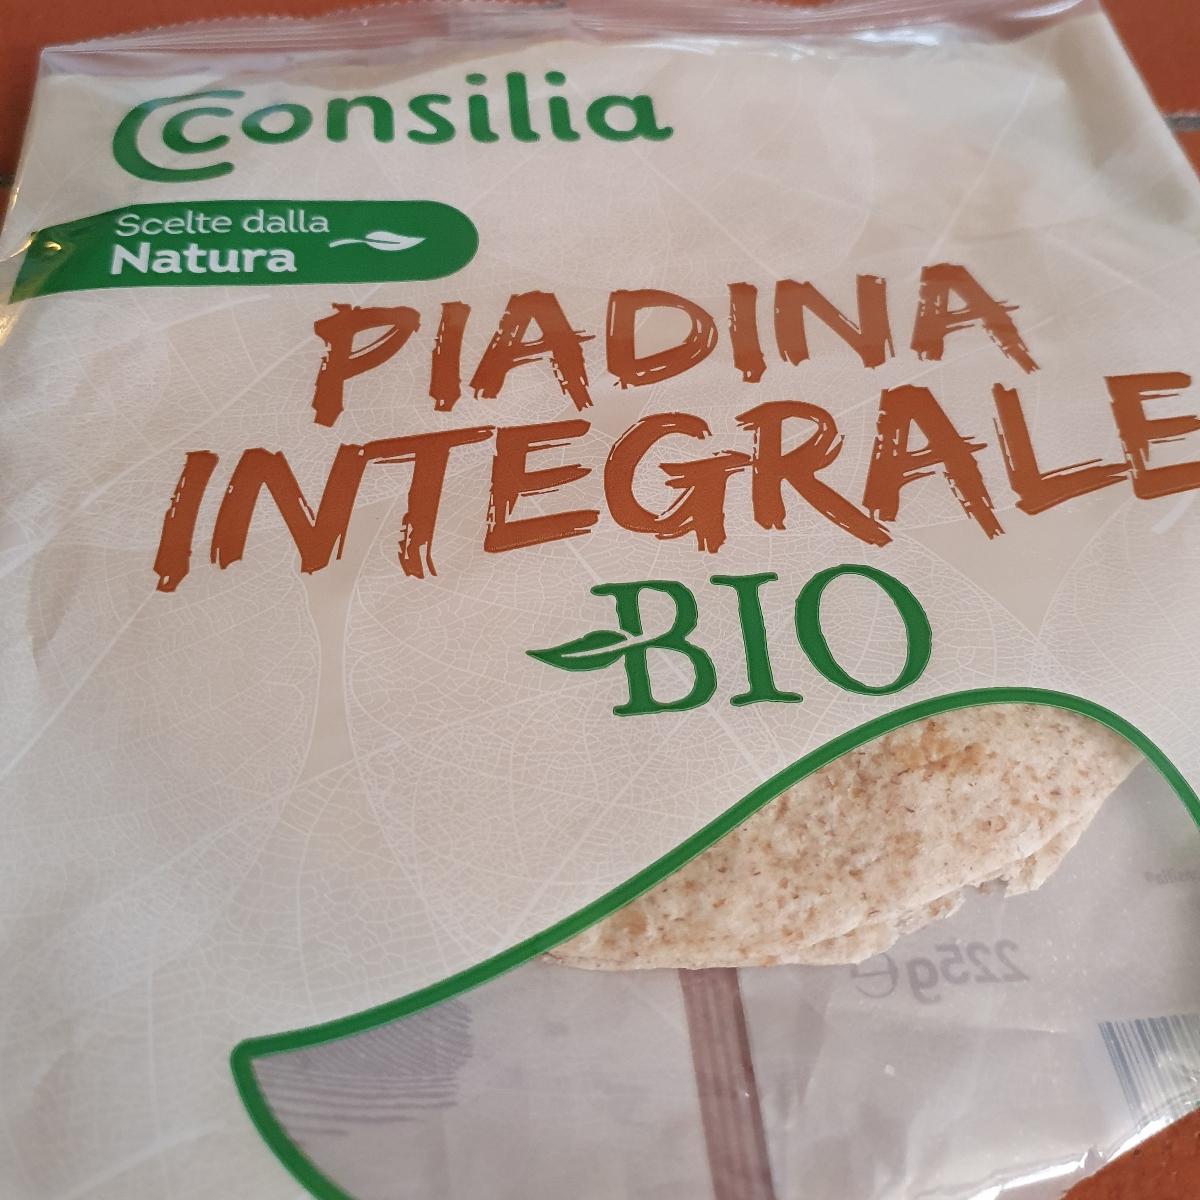 Consilia
Scelte dalla
Natura
PIADINA
INTEGRALE
BIO
225g ℮